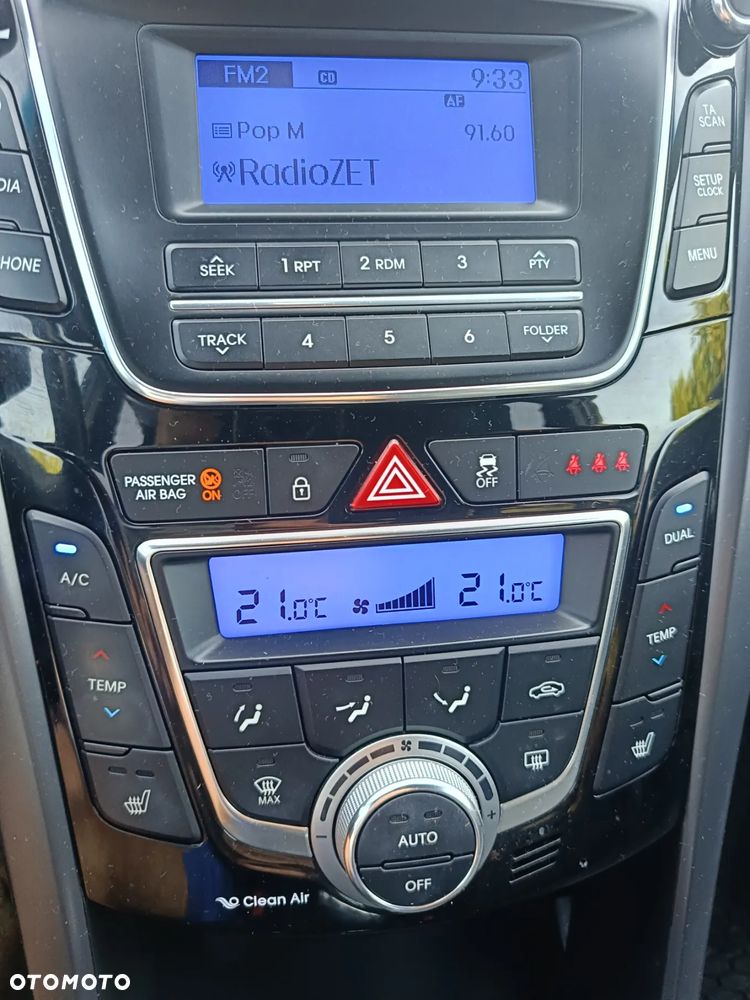 FM2 CD 9:33
AF
Pop M 91.60
RadioZET
TA
SCAN
SETUP
CLOCK
MENU
DIA
HONE
SEEK 1 RPT 2 RDM 3 PTY
TRACK 4 5 6 FOLDER
PASSENGER
AIR BAG
ON
OFF
A/C
DUAL
21.0°C 21.0°C
TEMP
TEMP
MAX
AUTO
OFF
- +
Clean Air
OTOMOTO